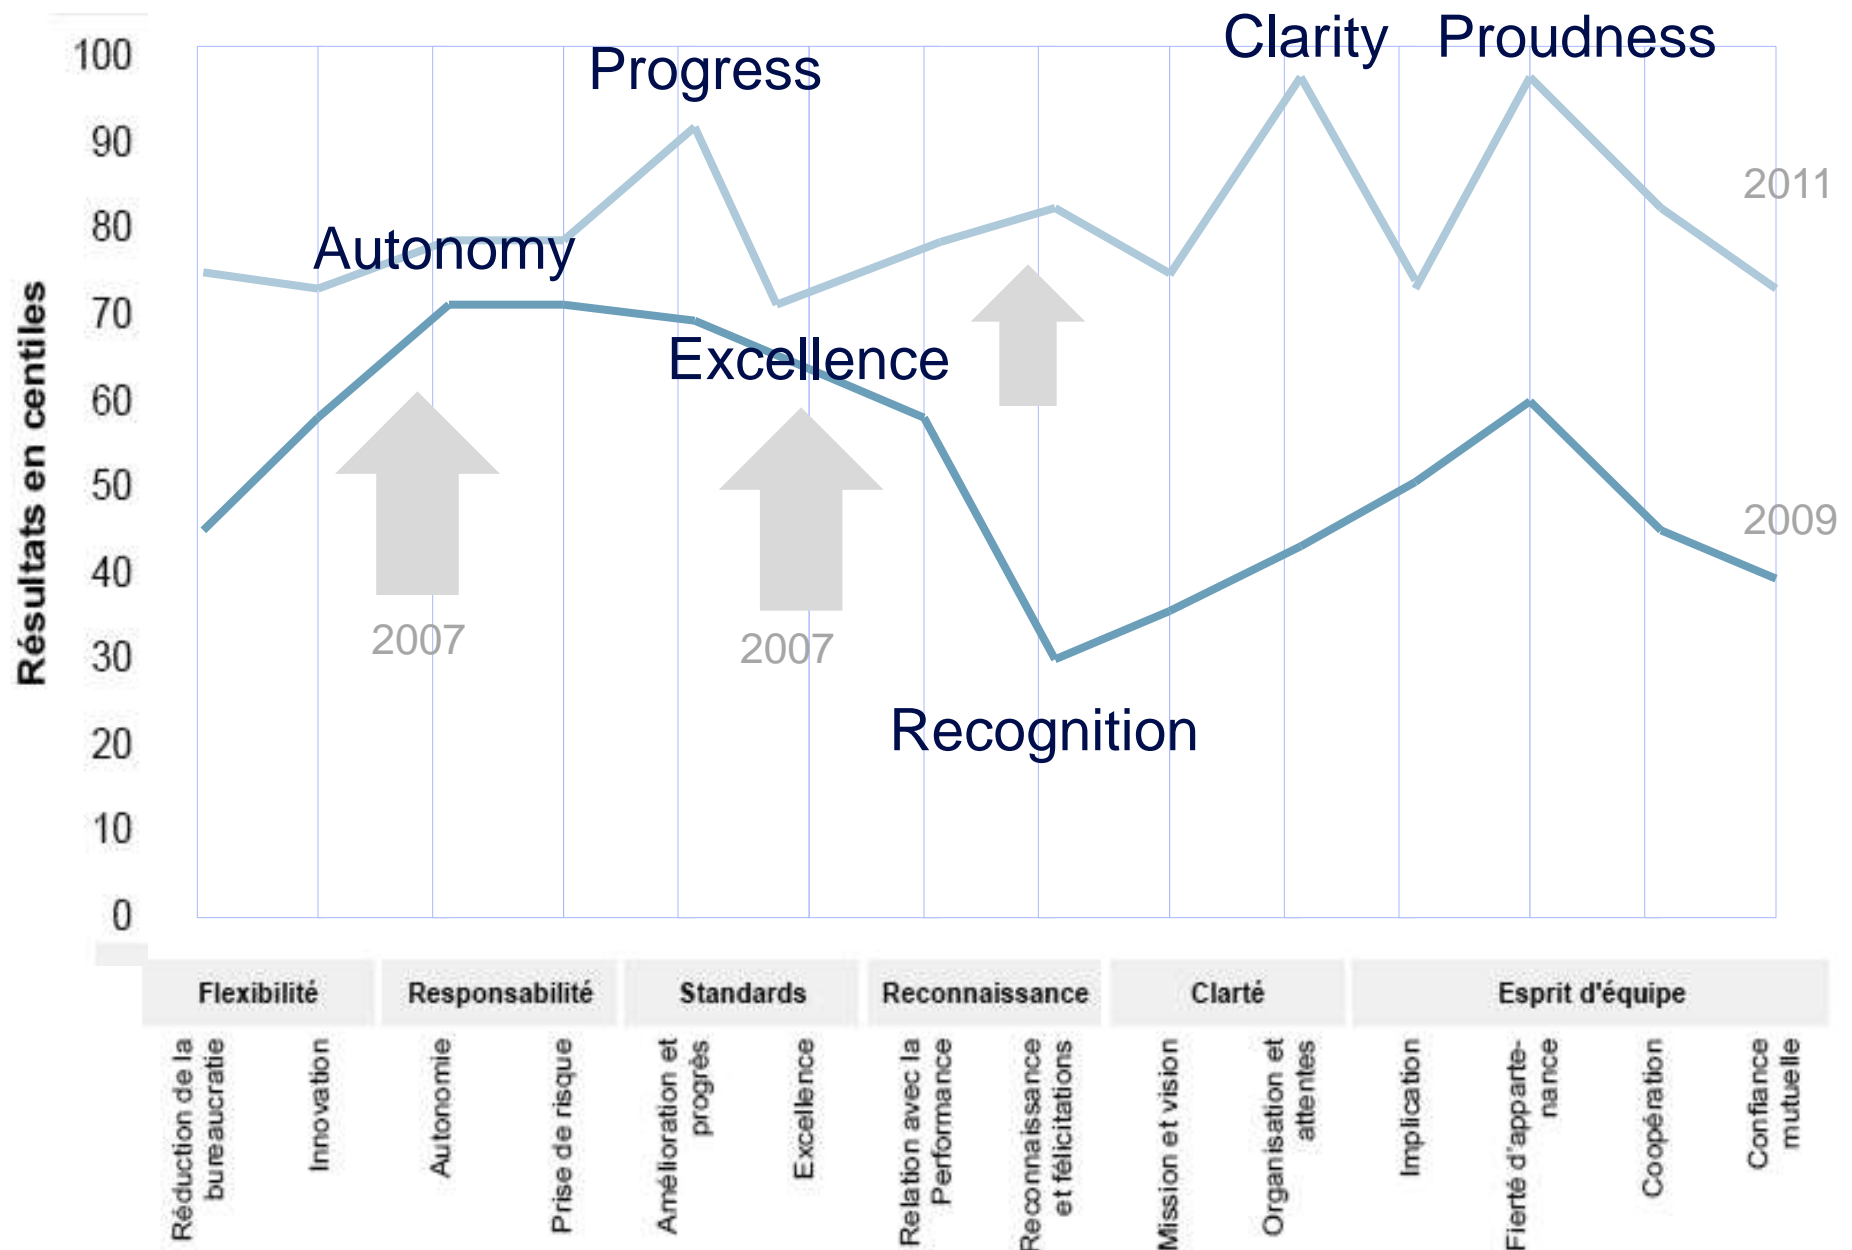 Clarity
Proudness
Progress
Autonomy
Excellence
Recognition
2011
2009
2007
2007
Résultats en centiles
100
90
80
70
60
50
40
30
20
10
0
Flexibilité
Responsabilité
Standards
Reconnaissance
Clarté
Esprit d'équipe
Réduction de la
bureaucratie
Innovation
Autonomie
Prise de risque
Amélioration et
progrès
Excellence
Relation avec la
Performance
Reconnaissance
et félicitations
Mission et vision
Organisation et
attentes
Implication
Fierté d'apparte-
nance
Coopération
Confiance
mutuelle